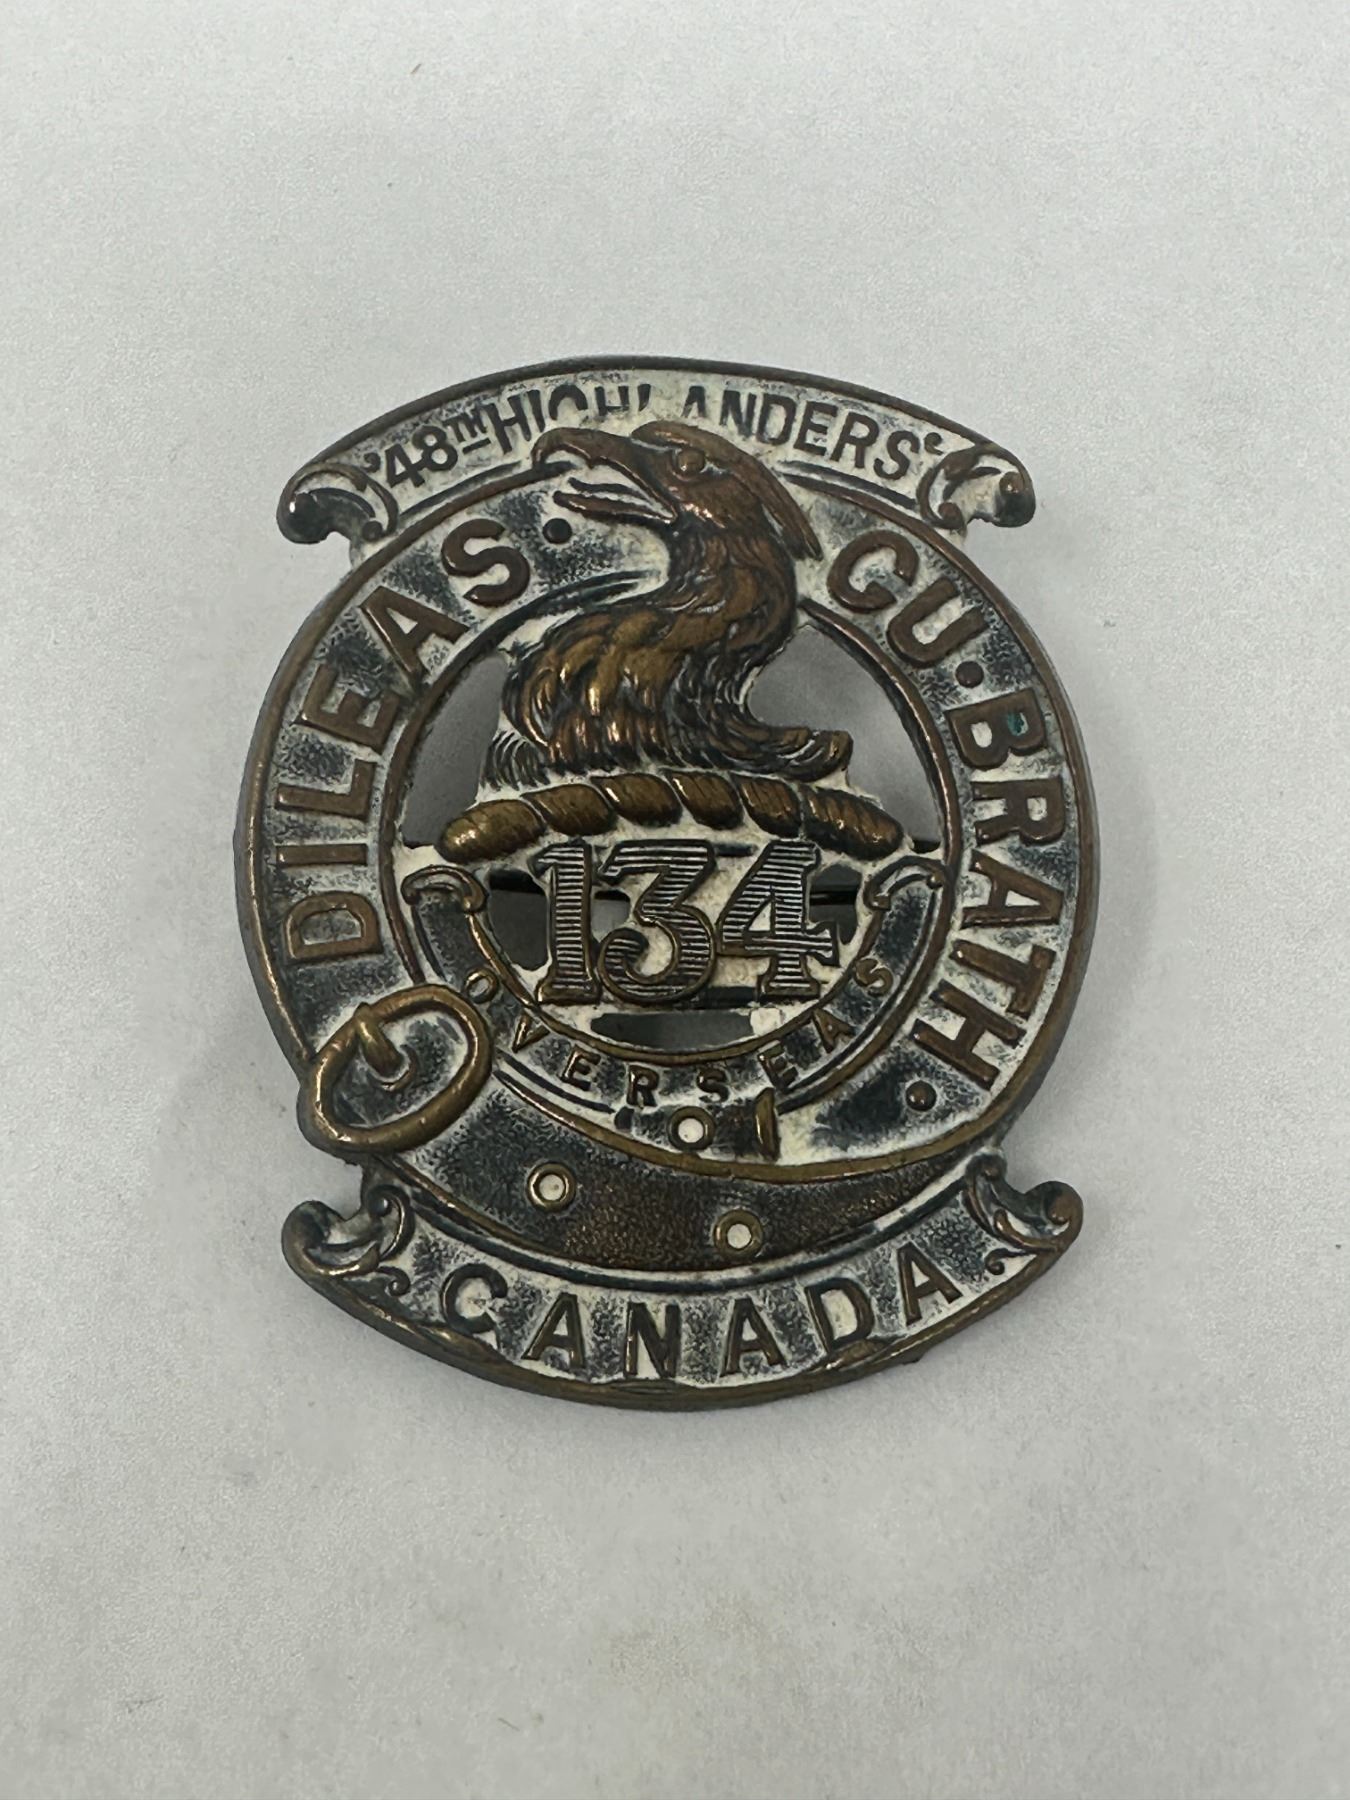 '48TH HIGHLANDERS'
DILEAS · CU · BRATH ·
134
OVERSEAS
CANADA